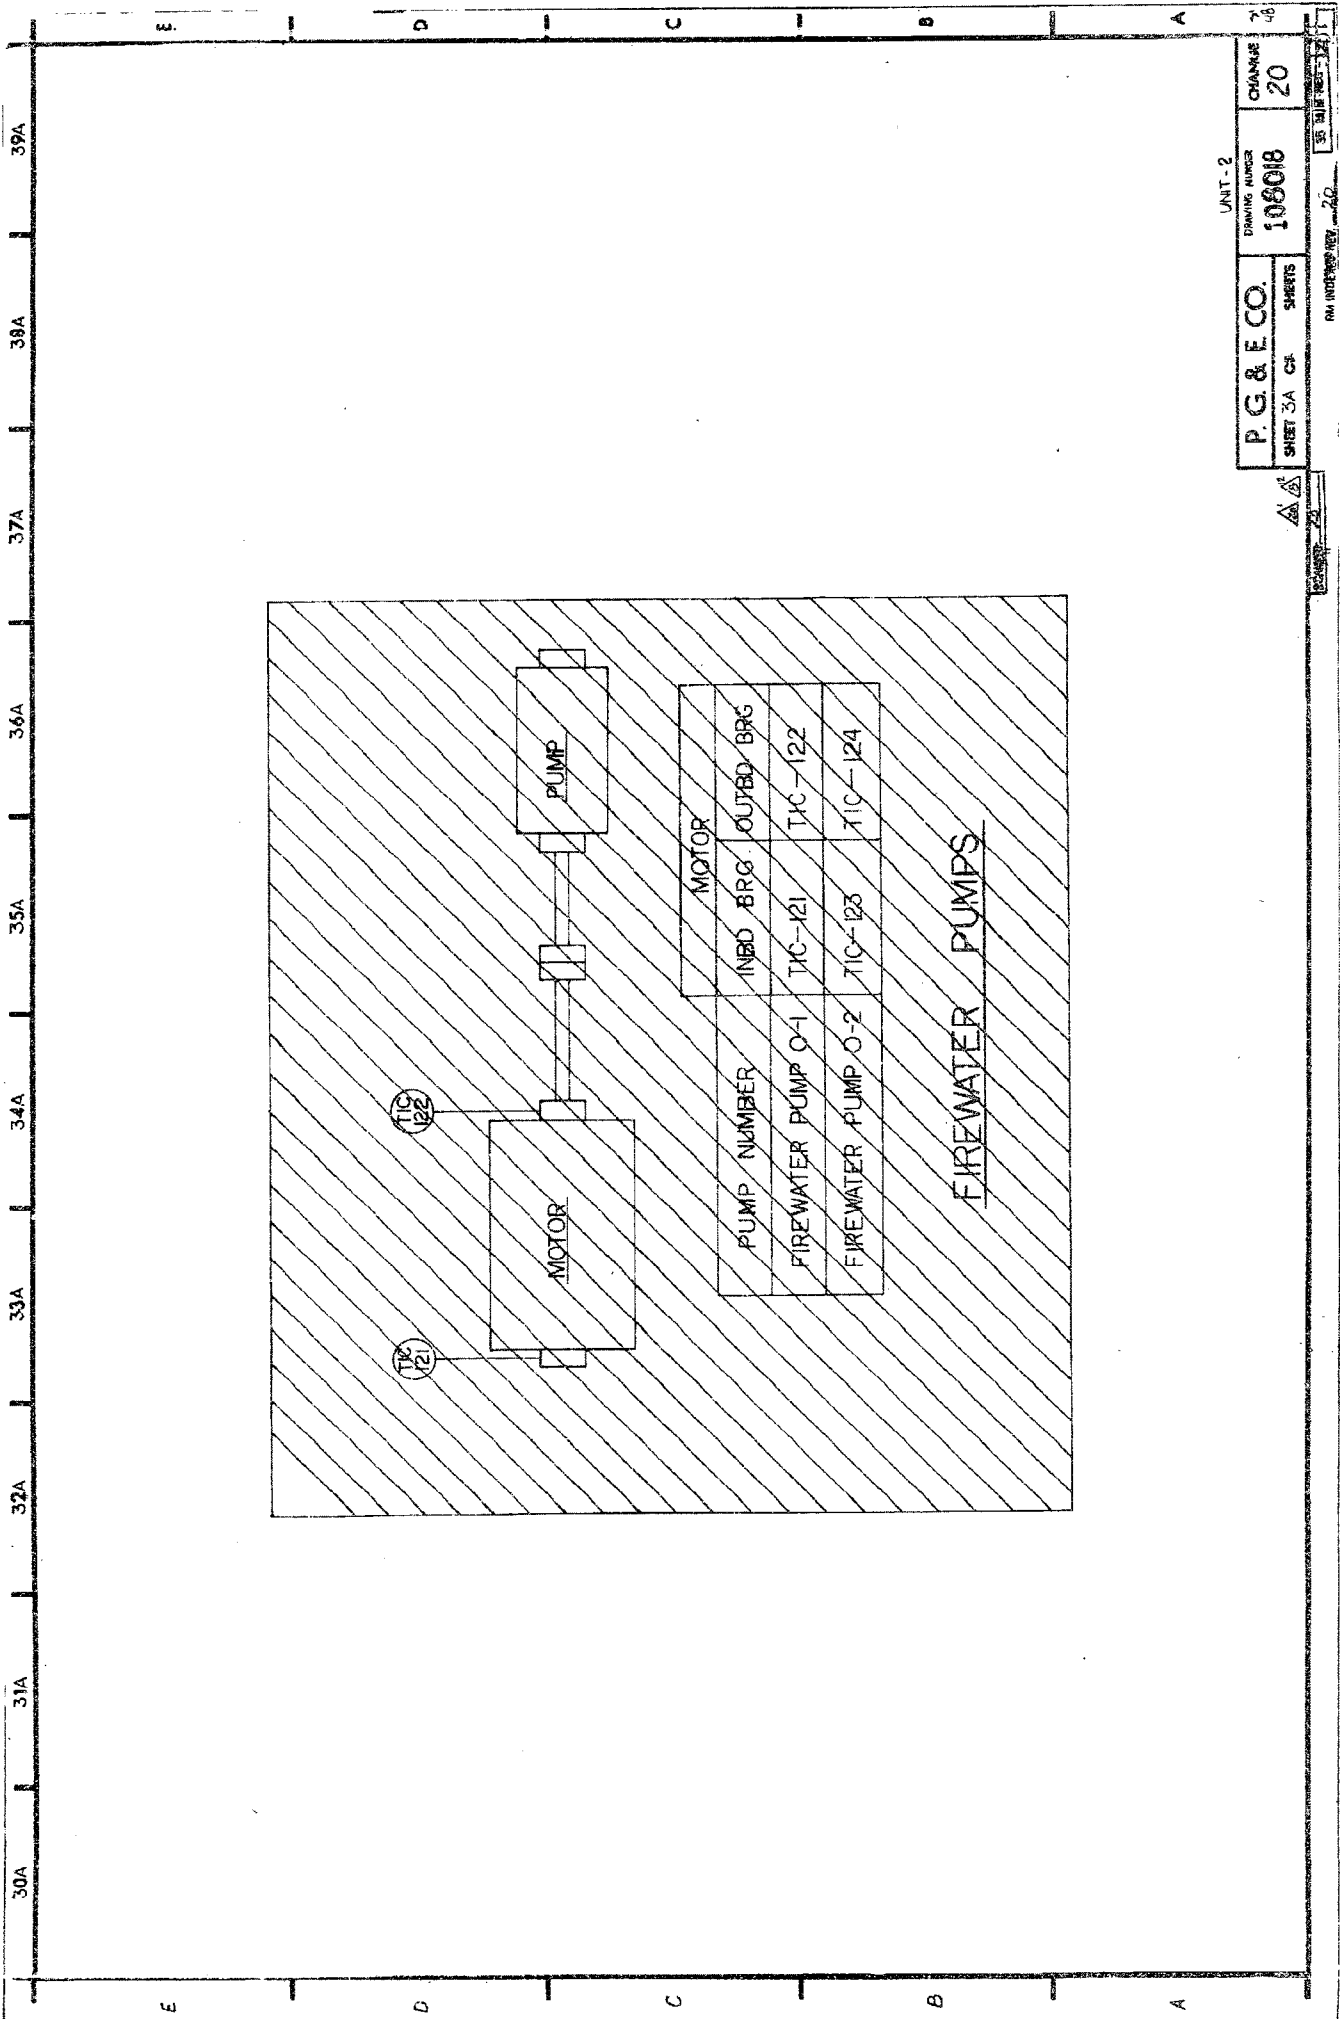 30A 31A 32A 33A 34A 35A 36A 37A 38A 39A
E
E
D
D
C
C
B
B
A
A
TIC
121
TIC
122
MOTOR
PUMP
MOTOR
PUMP NUMBER INBD BRG OUTBD BRG
FIREWATER PUMP 0-1 TIC-121 TIC-122
FIREWATER PUMP 0-2 TIC-123 TIC-124
FIREWATER PUMPS
UNIT-2
P. G. & E CO.
DRAWING NUMBER
108018
CHANGE
20
SHEET 3A OF SHEETS
20